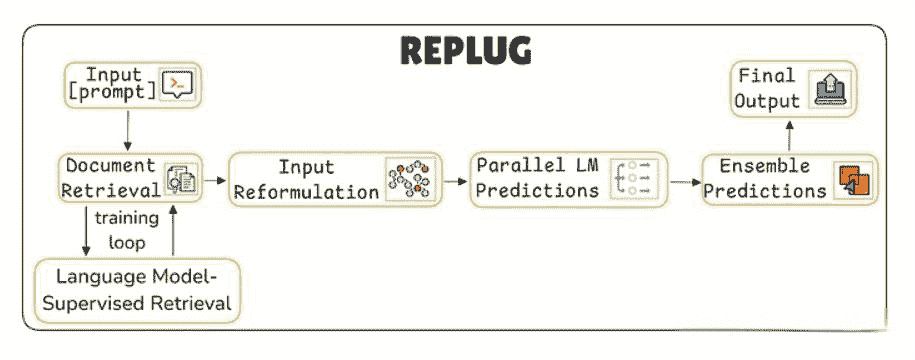 REPLUG
Input
[prompt]
Final
Output
Document
Retrieval
Input
Reformulation
Parallel LM
Predictions
Ensemble
Predictions
training
loop
Language Model-
Supervised Retrieval